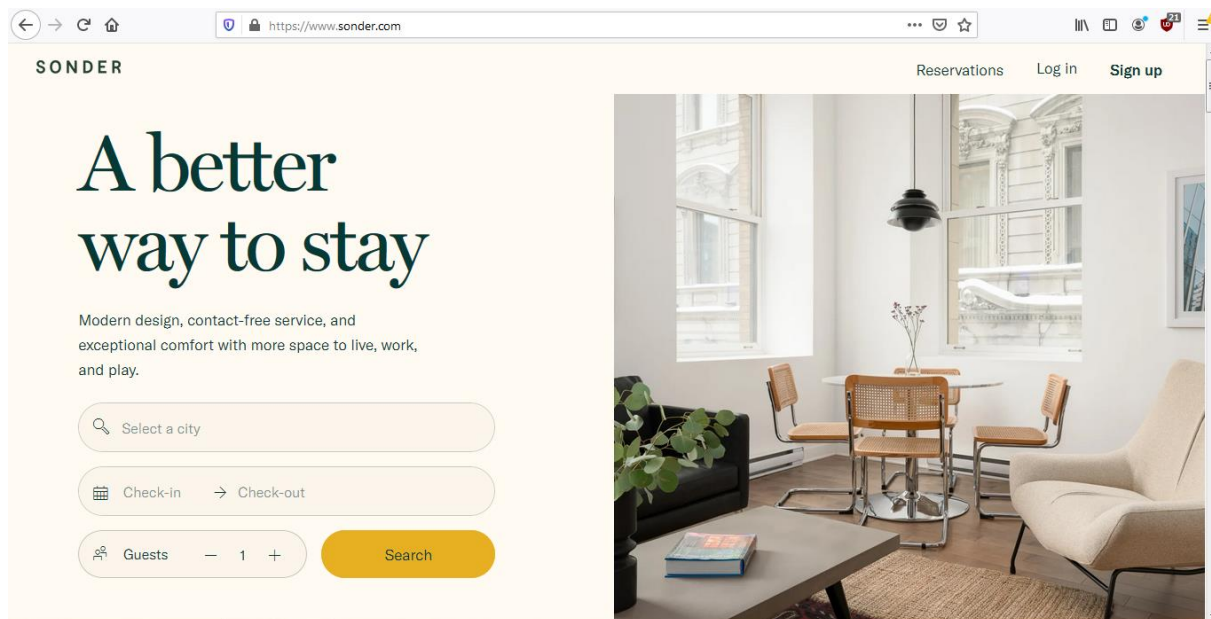 https://www.sonder.com
21
SONDER
Reservations Log in Sign up
A better
way to stay
Modern design, contact-free service, and
exceptional comfort with more space to live, work,
and play.
Select a city
Check-in → Check-out
Guests — 1 +
Search